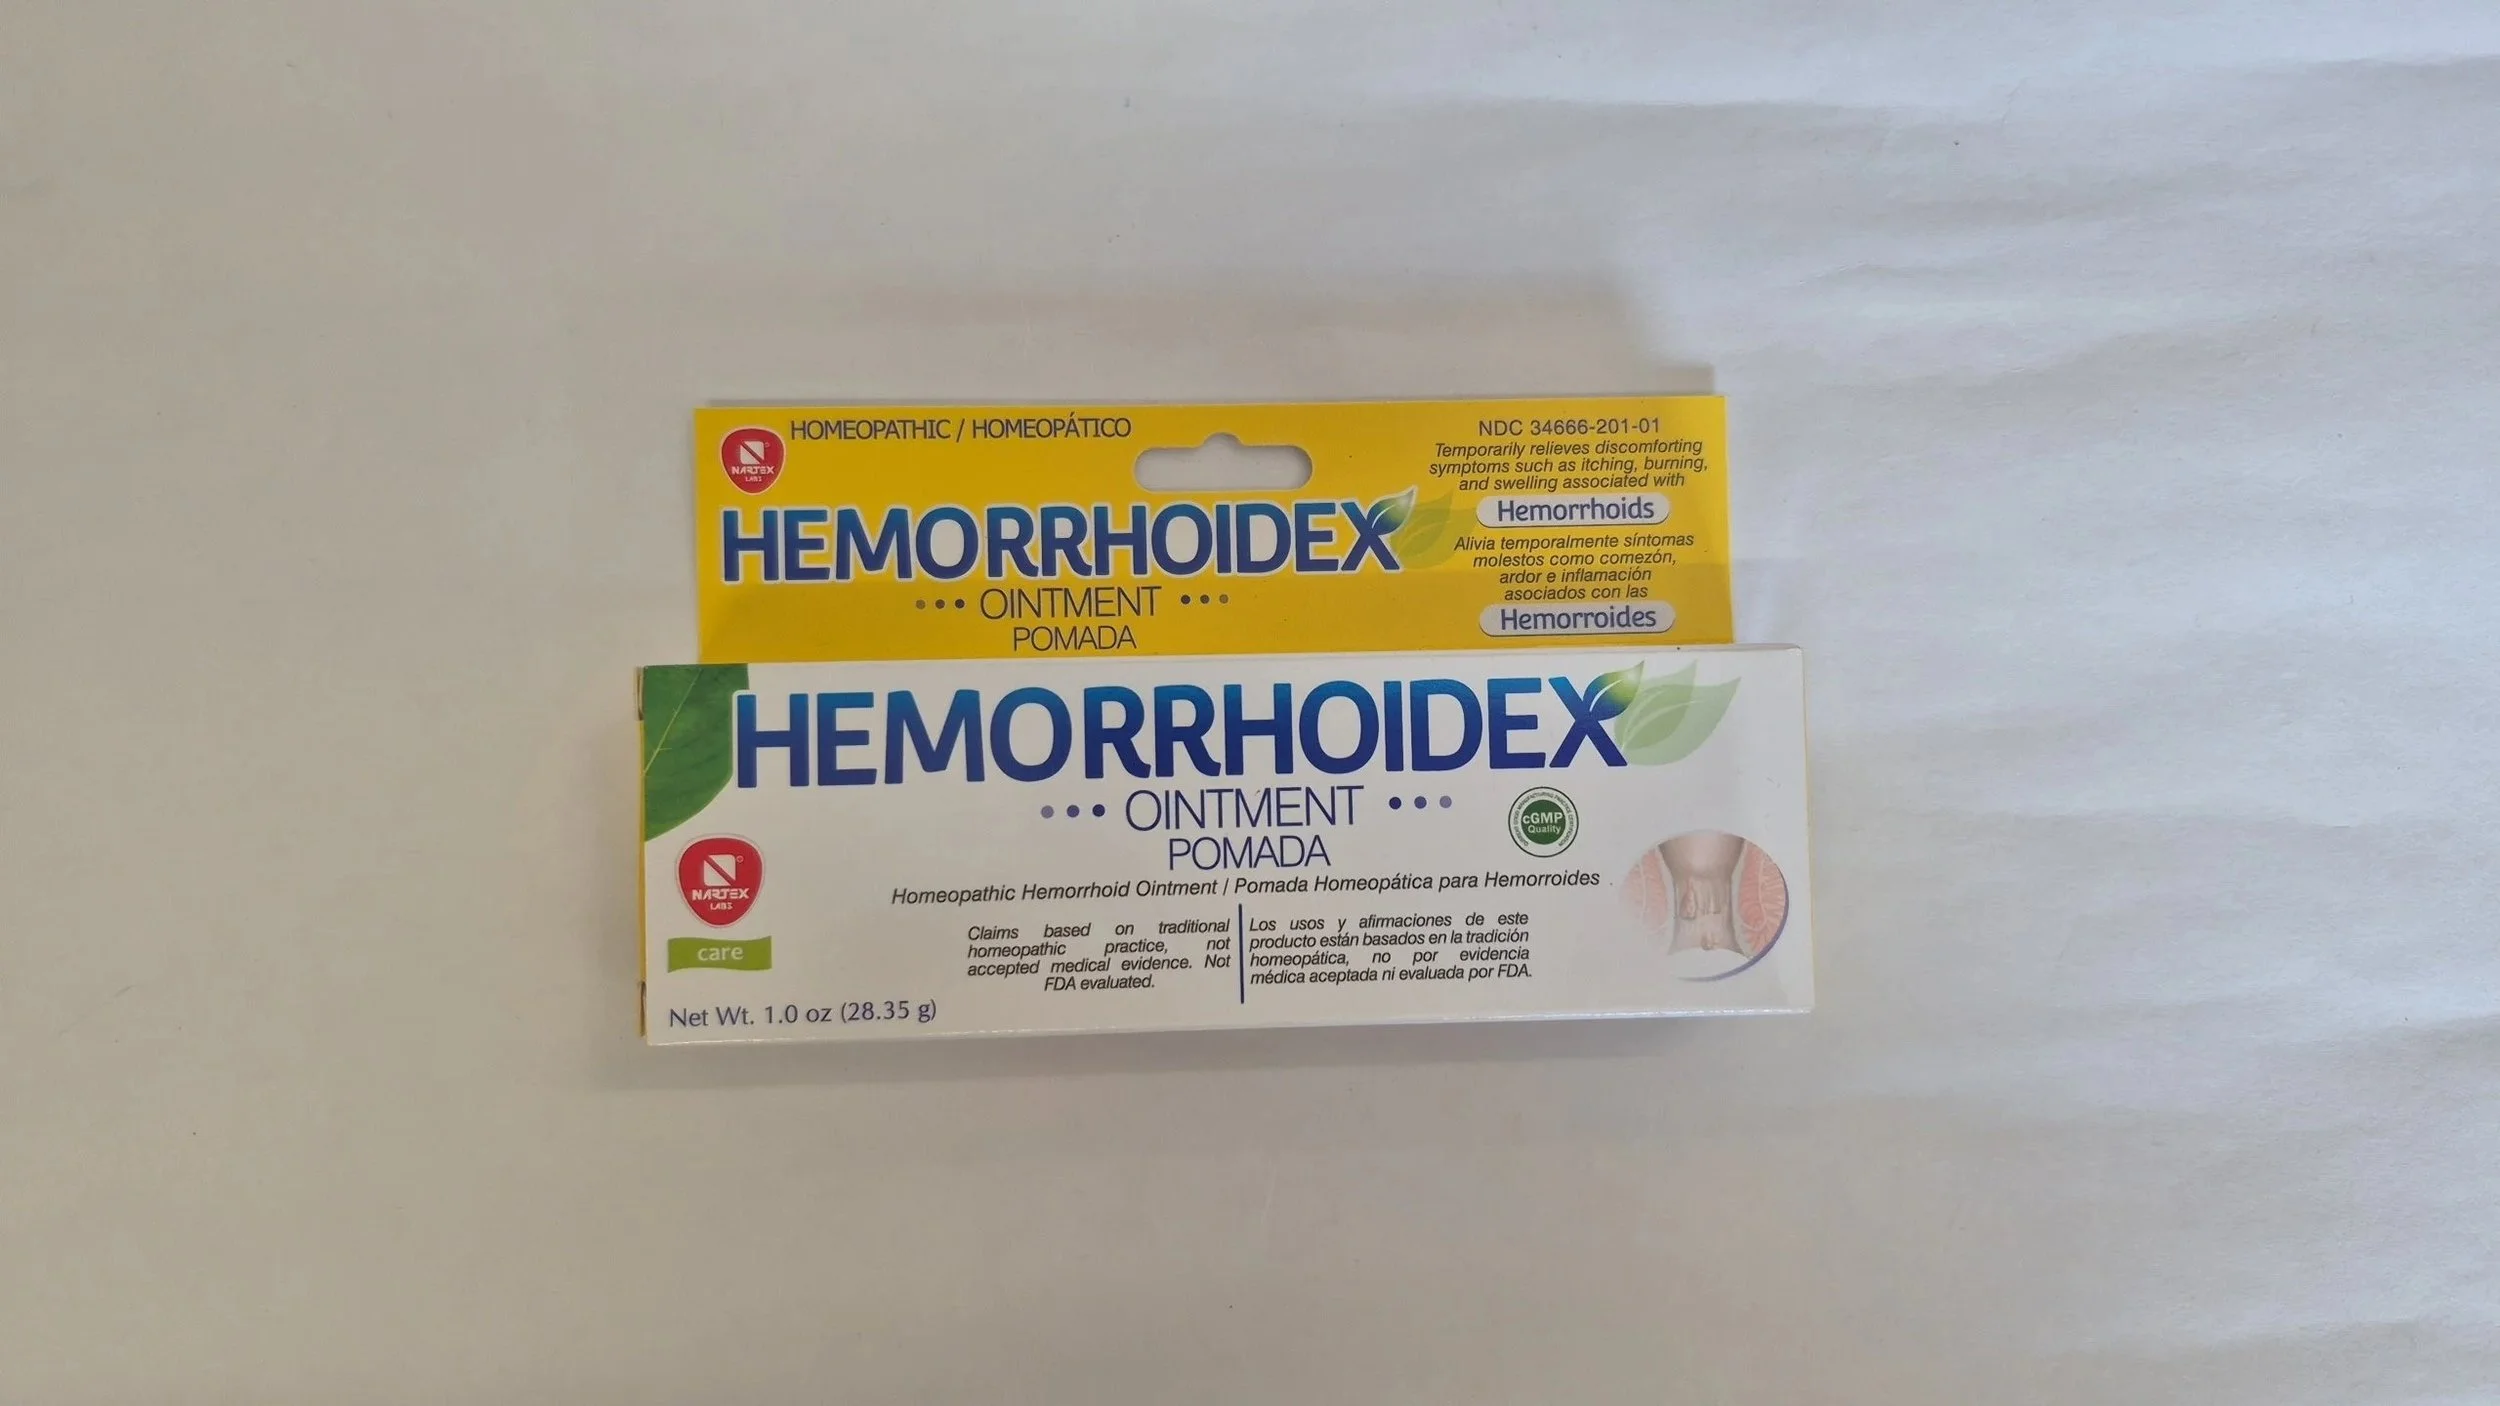 HOMEOPATHIC / HOMEOPÁTICO
NARTEX
LABS
HEMORRHOIDEX
OINTMENT
POMADA
NDC 34666-201-01
Temporarily relieves discomforting
symptoms such as itching, burning,
and swelling associated with
Hemorrhoids
Alivia temporalmente síntomas
molestos como comezón,
ardor e inflamación
asociados con las
Hemorroides
HEMORRHOIDEX
OINTMENT
POMADA
cGMP
Quality
NARTEX
LABS
care
Homeopathic Hemorrhoid Ointment / Pomada Homeopática para Hemorroides
Claims based on traditional
homeopathic practice, not
accepted medical evidence. Not
FDA evaluated.
Los usos y afirmaciones de este
producto están basados en la tradición
homeopática, no por evidencia
médica aceptada ni evaluada por FDA.
Net Wt. 1.0 oz (28.35 g)